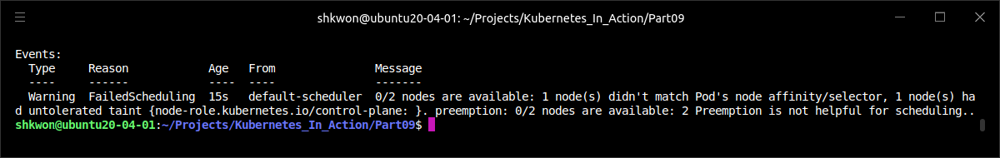 shkwon@ubuntu20-04-01: ~/Projects/Kubernetes_In_Action/Part09
Events:
  Type     Reason            Age   From               Message
  ----     ------            ----  ----               -------
  Warning  FailedScheduling  15s   default-scheduler  0/2 nodes are available: 1 node(s) didn't match Pod's node affinity/selector, 1 node(s) ha
d untolerated taint {node-role.kubernetes.io/control-plane: }. preemption: 0/2 nodes are available: 2 Preemption is not helpful for scheduling..
shkwon@ubuntu20-04-01:~/Projects/Kubernetes_In_Action/Part09$